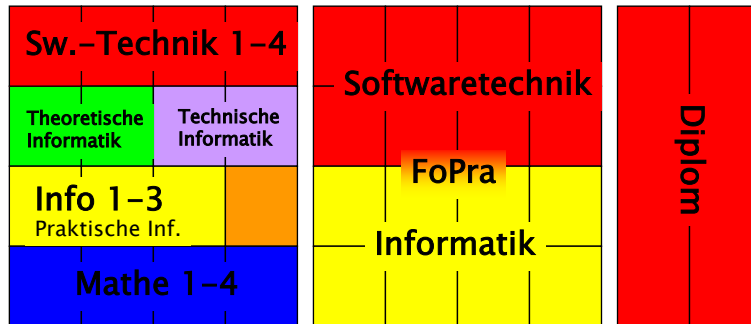 Sw.-Technik 1-4
Theoretische
Informatik
Technische
Informatik
Info 1-3
Praktische Inf.
Mathe 1-4
Softwaretechnik
FoPra
Informatik
Diplom